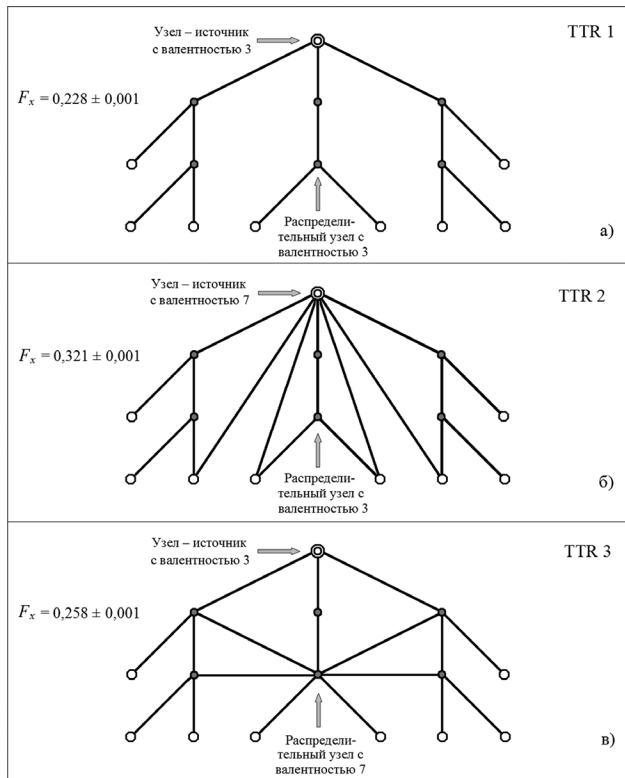 Узел – источник
с валентностью 3
TTR 1
F_x = 0,228 ± 0,001
Распредели-
тельный узел с
валентностью 3
а)
Узел – источник
с валентностью 7
TTR 2
F_x = 0,321 ± 0,001
Распредели-
тельный узел с
валентностью 3
б)
Узел – источник
с валентностью 3
TTR 3
F_x = 0,258 ± 0,001
Распредели-
тельный узел с
валентностью 7
в)